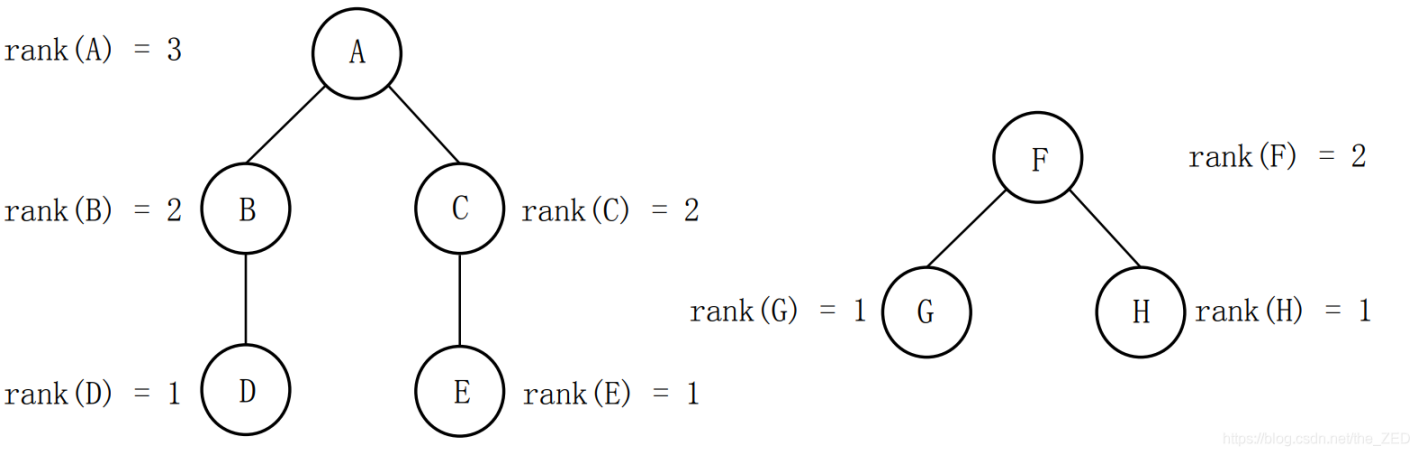 rank(A) = 3
A
F
rank(F) = 2
rank(B) = 2
B
C
rank(C) = 2
rank(G) = 1
G
H
rank(H) = 1
rank(D) = 1
D
E
rank(E) = 1
https://blog.csdn.net/the_ZED